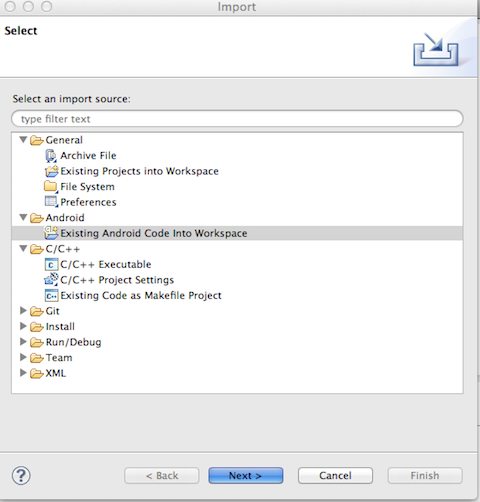 Import
Select
Select an import source:
type filter text
General
Archive File
Existing Projects into Workspace
File System
Preferences
Android
Existing Android Code Into Workspace
C/C++
C/C++ Executable
C/C++ Project Settings
Existing Code as Makefile Project
Git
Install
Run/Debug
Team
XML
? < Back Next > Cancel Finish